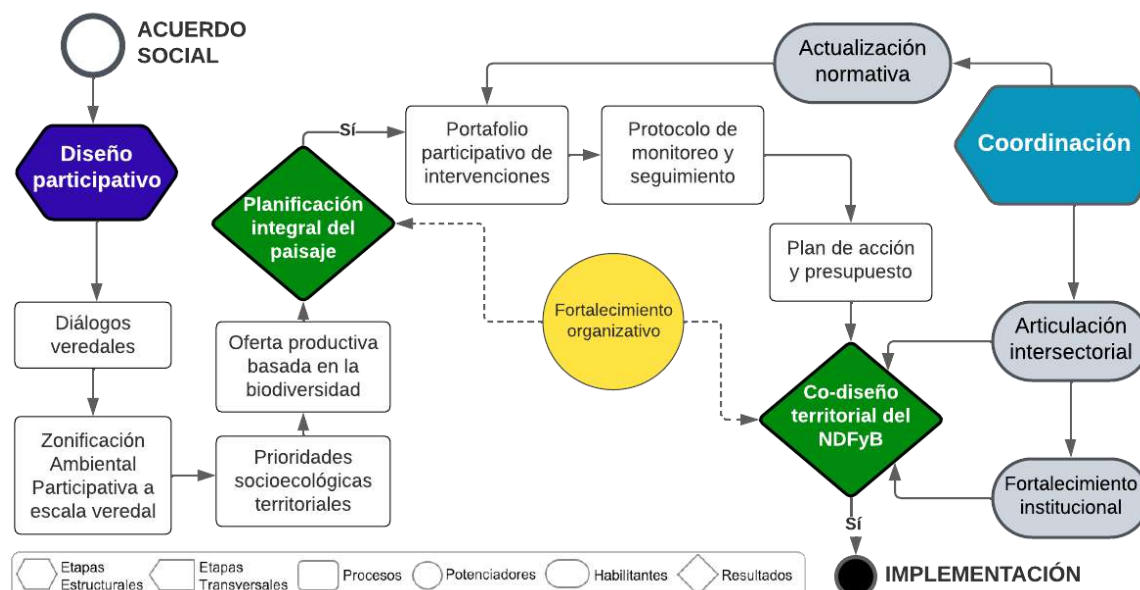 ACUERDO
SOCIAL
Diseño
participativo
Diálogos
veredales
Zonificación
Ambiental
Participativa a
escala veredal
Prioridades
socioecológicas
territoriales
Oferta productiva
basada en la
biodiversidad
Planificación
integral del
paisaje
Sí
Portafolio
participativo de
intervenciones
Protocolo de
monitoreo y
seguimiento
Plan de acción
y presupuesto
Fortalecimiento
organizativo
Actualización
normativa
Coordinación
Articulación
intersectorial
Fortalecimiento
institucional
Co-diseño
territorial del
NDFyB
Sí
IMPLEMENTACIÓN
Etapas
Estructurales
Etapas
Transversales
Procesos
Potenciadores
Habilitantes
Resultados